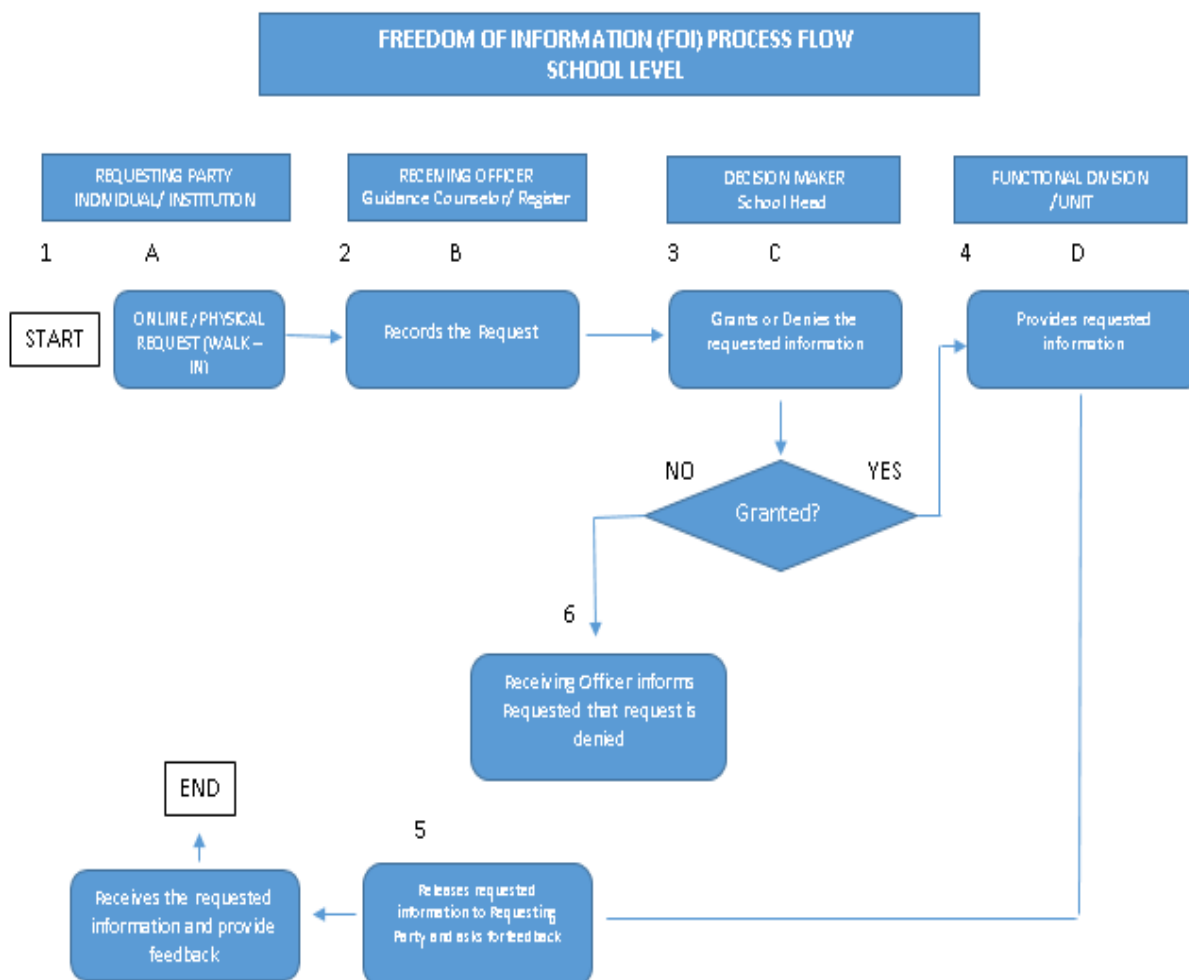 FREEDOM OF INFORMATION (FOI) PROCESS FLOW
SCHOOL LEVEL
REQUESTING PARTY
INDIVIDUAL/ INSTITUTION
RECEIVING OFFICER
Guidance Counselor/ Register
DECISION MAKER
School Head
FUNCTIONAL DIVISION
/UNIT
1
A
2
B
3
C
4
D
START
ONLINE / PHYSICAL
REQUEST (WALK –
IN)
Records the Request
Grants or Denies the
requested information
Provides requested
information
NO
YES
Granted?
6
Receiving Officer informs
Requested that request is
denied
END
5
Receives the requested
information and provide
feedback
Releases requested
information to Requesting
Party and asks for feedback